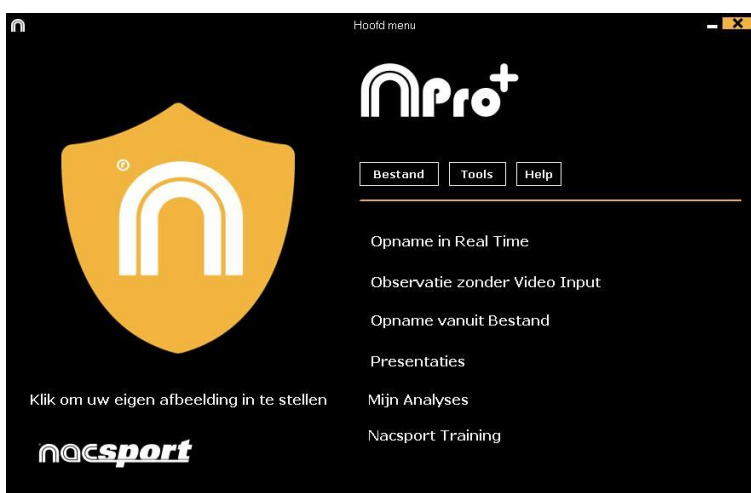 Hoofd menu
nPro+
Bestand Tools Help
Opname in Real Time
Observatie zonder Video Input
Opname vanuit Bestand
Presentaties
Mijn Analyses
Nacsport Training
Klik om uw eigen afbeelding in te stellen
nacsport